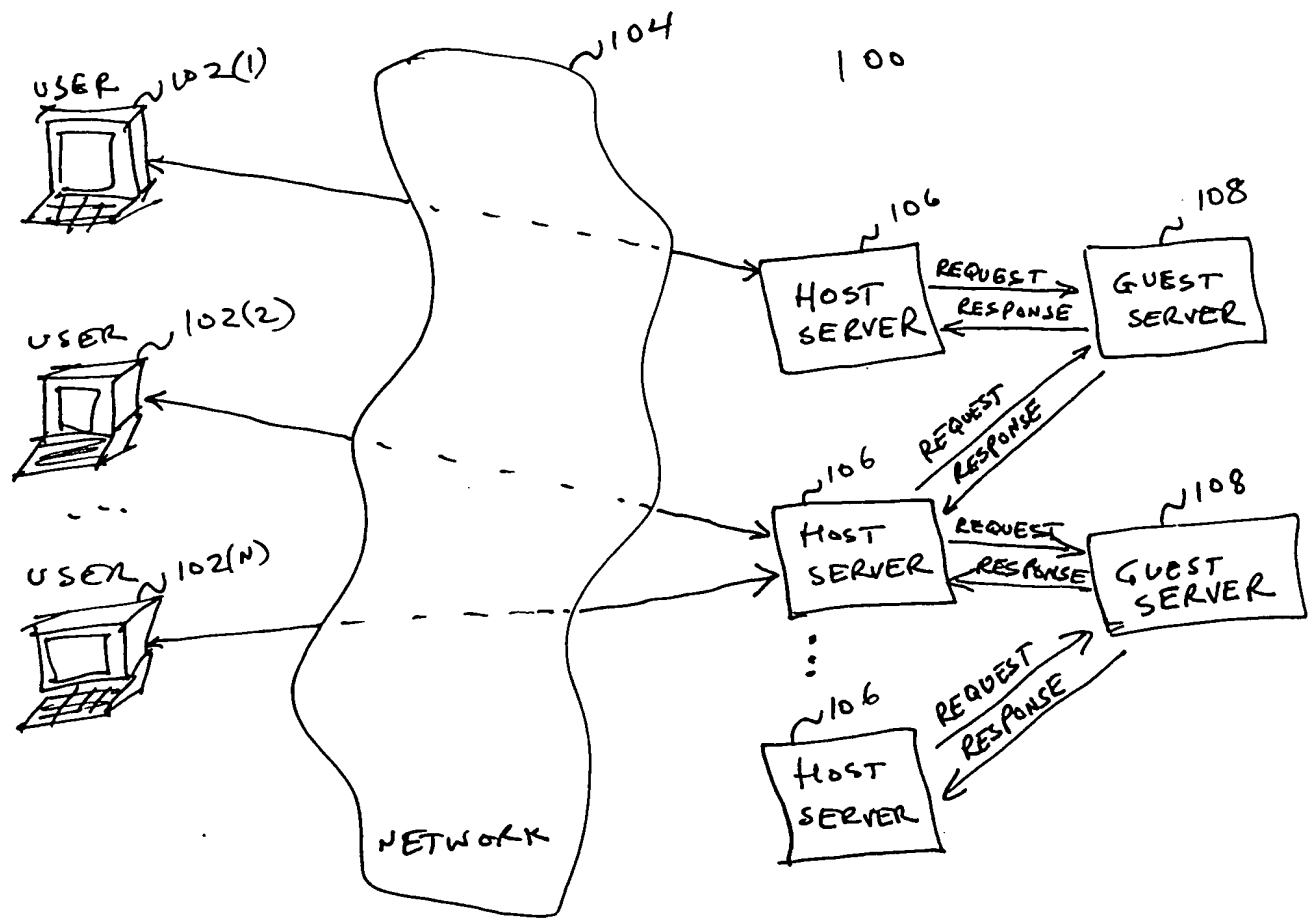 104
100
USER
102(1)
106
108
HOST
SERVER
REQUEST
RESPONSE
GUEST
SERVER
USER
102(2)
REQUEST
RESPONSE
106
108
HOST
SERVER
REQUEST
RESPONSE
GUEST
SERVER
...
USER
102(N)
REQUEST
RESPONSE
106
HOST
SERVER
NETWORK